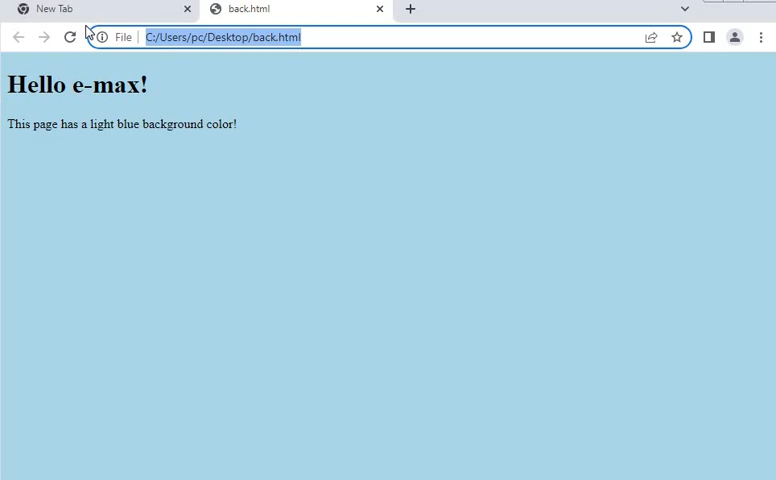 New Tab
back.html
File
C:/Users/pc/Desktop/back.html
Hello e-max!
This page has a light blue background color!